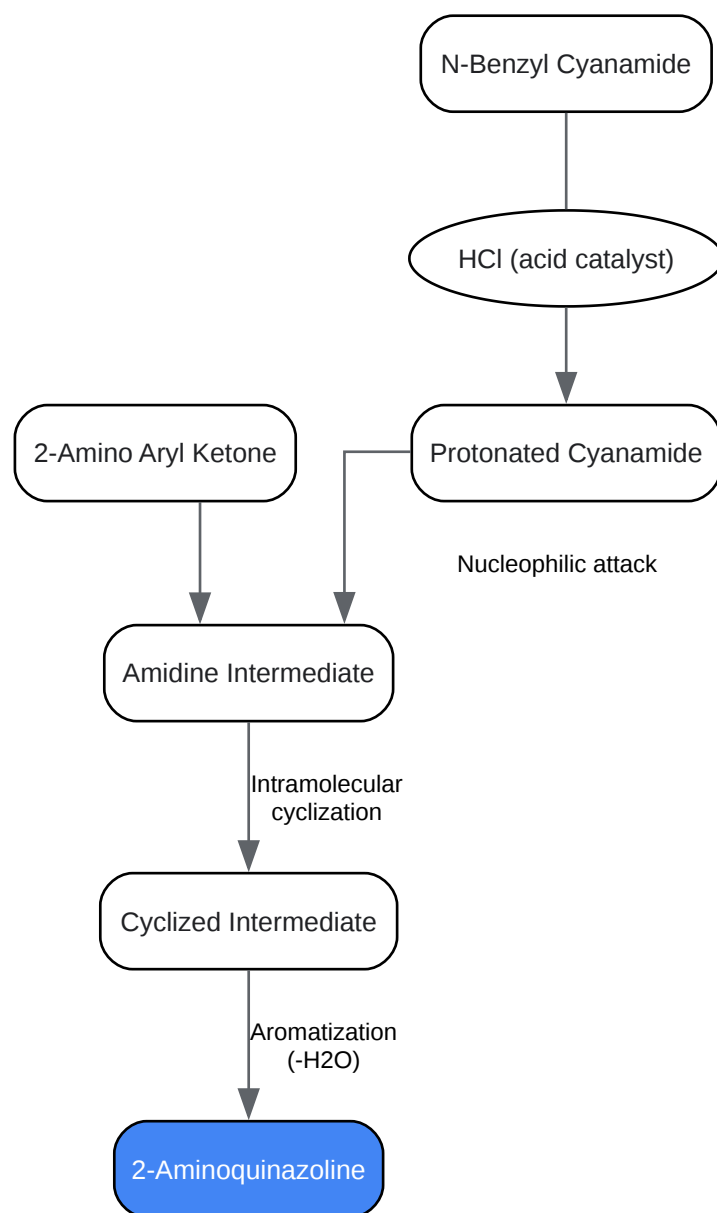 N-Benzyl Cyanamide
HCl (acid catalyst)
2-Amino Aryl Ketone
Protonated Cyanamide
Nucleophilic attack
Amidine Intermediate
Intramolecular
cyclization
Cyclized Intermediate
Aromatization
(-H2O)
2-Aminoquinazoline